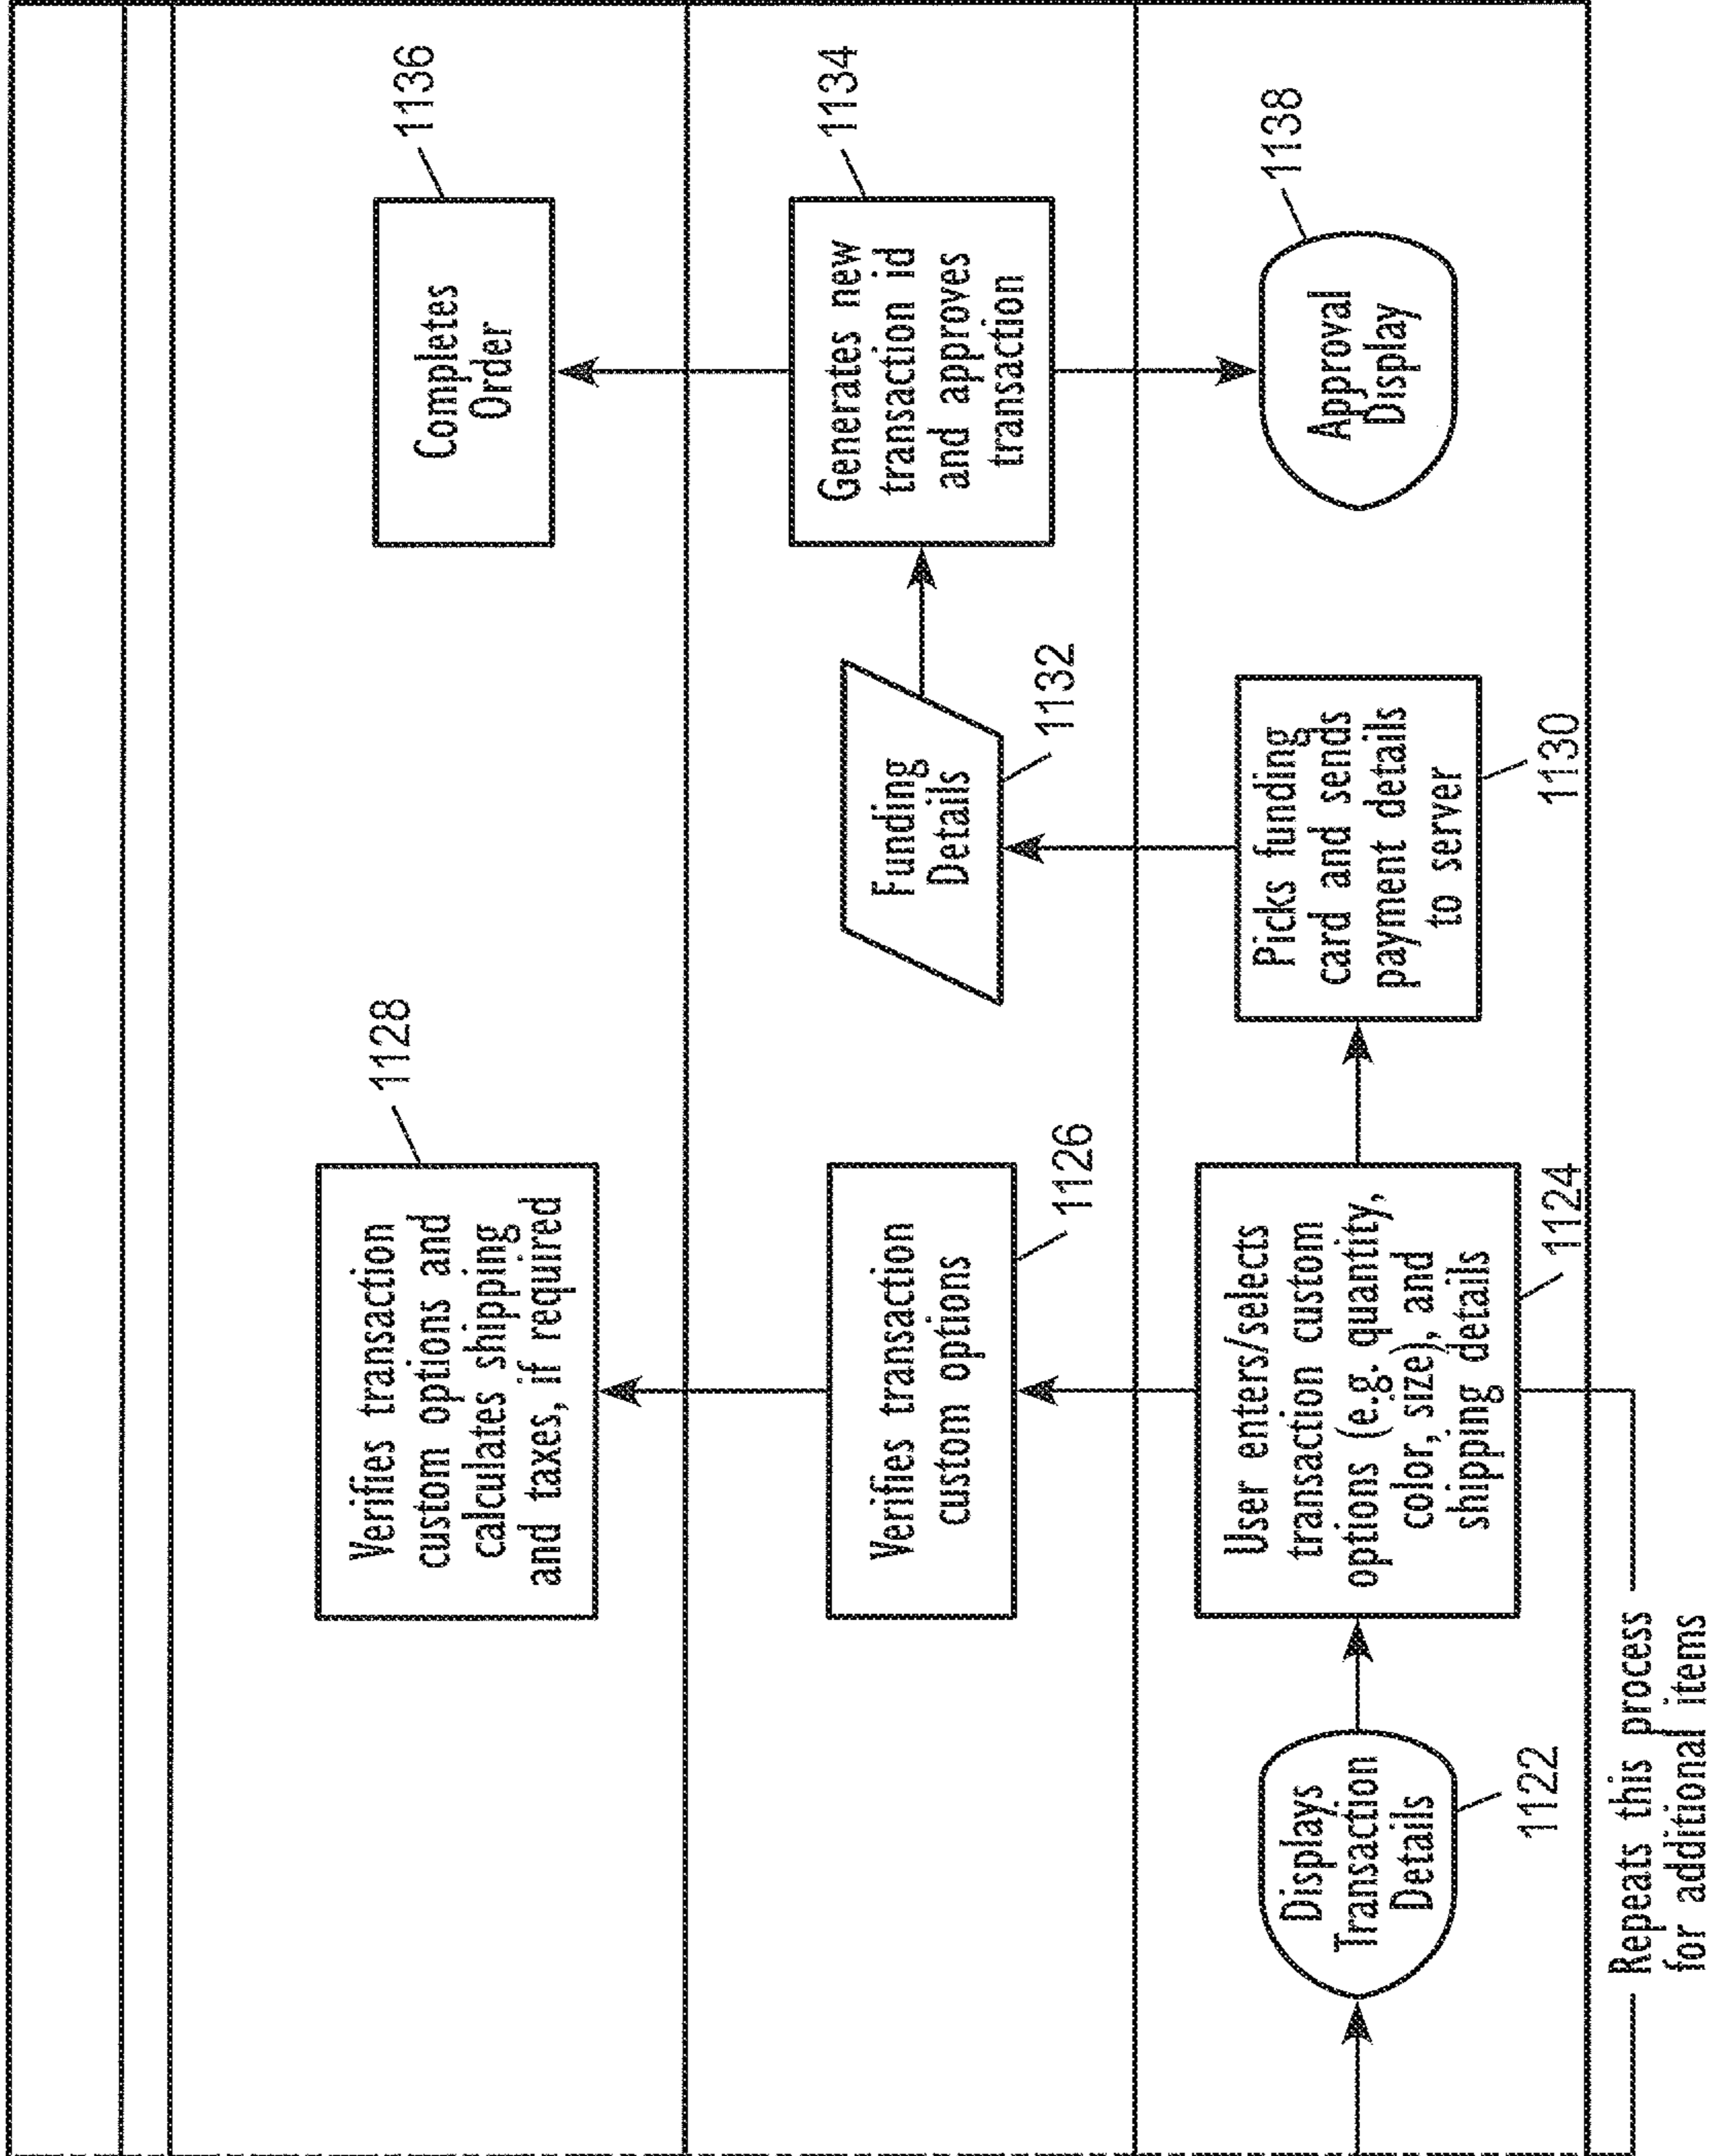 Verifies transaction
custom options and
calculates shipping
and taxes, if required
1128
Completes
Order
1136
Verifies transaction
custom options
1126
Funding
Details
1132
Generates new
transaction id
and approves
transaction
1134
Displays
Transaction
Details
1122
User enters/selects
transaction custom
options (e.g. quantity,
color, size), and
shipping details
1124
Picks funding
card and sends
payment details
to server
1130
Approval
Display
1138
Repeats this process
for additional items